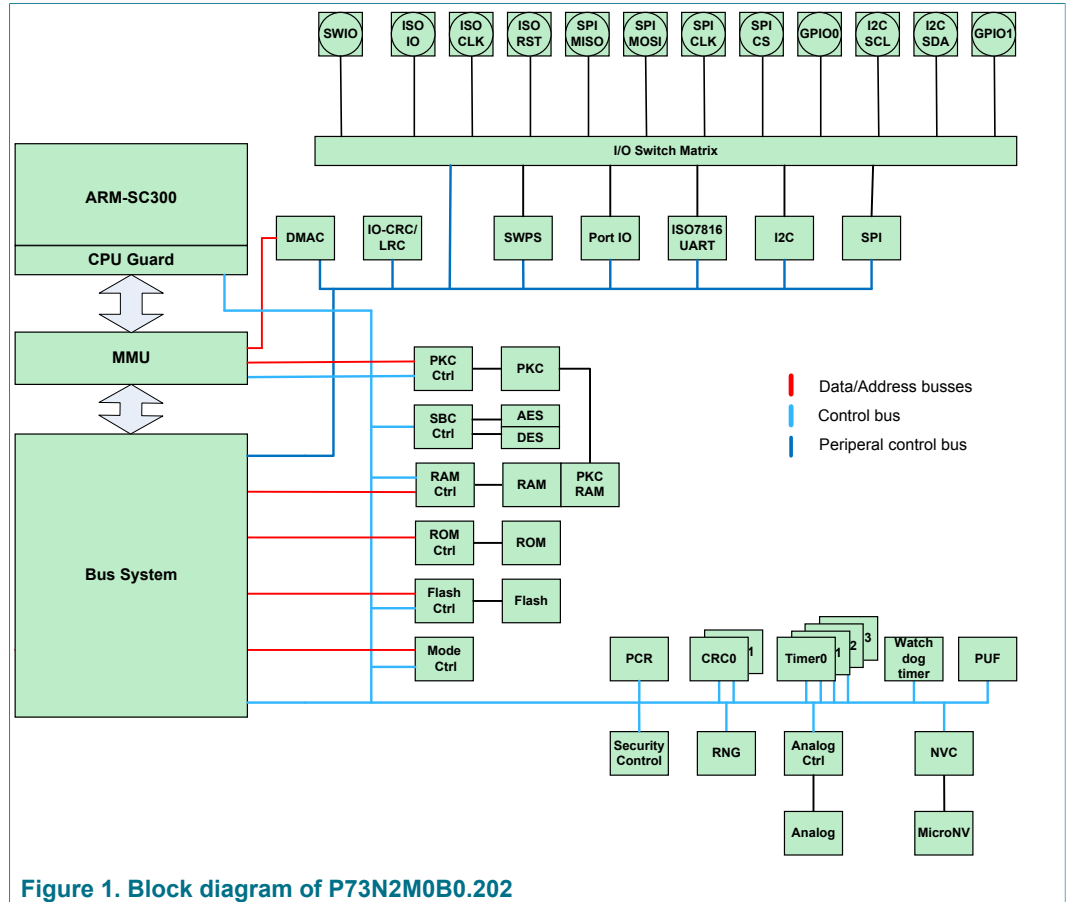 SWIO
ISO
IO
ISO
CLK
ISO
RST
SPI
MISO
SPI
MOSI
SPI
CLK
SPI
CS
GPIO0
I2C
SCL
I2C
SDA
GPIO1
I/O Switch Matrix
ARM-SC300
CPU Guard
DMAC
IO-CRC/
LRC
SWPS
Port IO
ISO7816
UART
I2C
SPI
MMU
PKC
Ctrl
PKC
Data/Address busses
Control bus
Periperal control bus
SBC
Ctrl
AES
DES
RAM
Ctrl
RAM
PKC
RAM
ROM
Ctrl
ROM
Bus System
Flash
Ctrl
Flash
Mode
Ctrl
PCR
CRC0
1
Timer0
1
2
3
Watch
dog
timer
PUF
Security
Control
RNG
Analog
Ctrl
NVC
Analog
MicroNV
Figure 1. Block diagram of P73N2M0B0.202